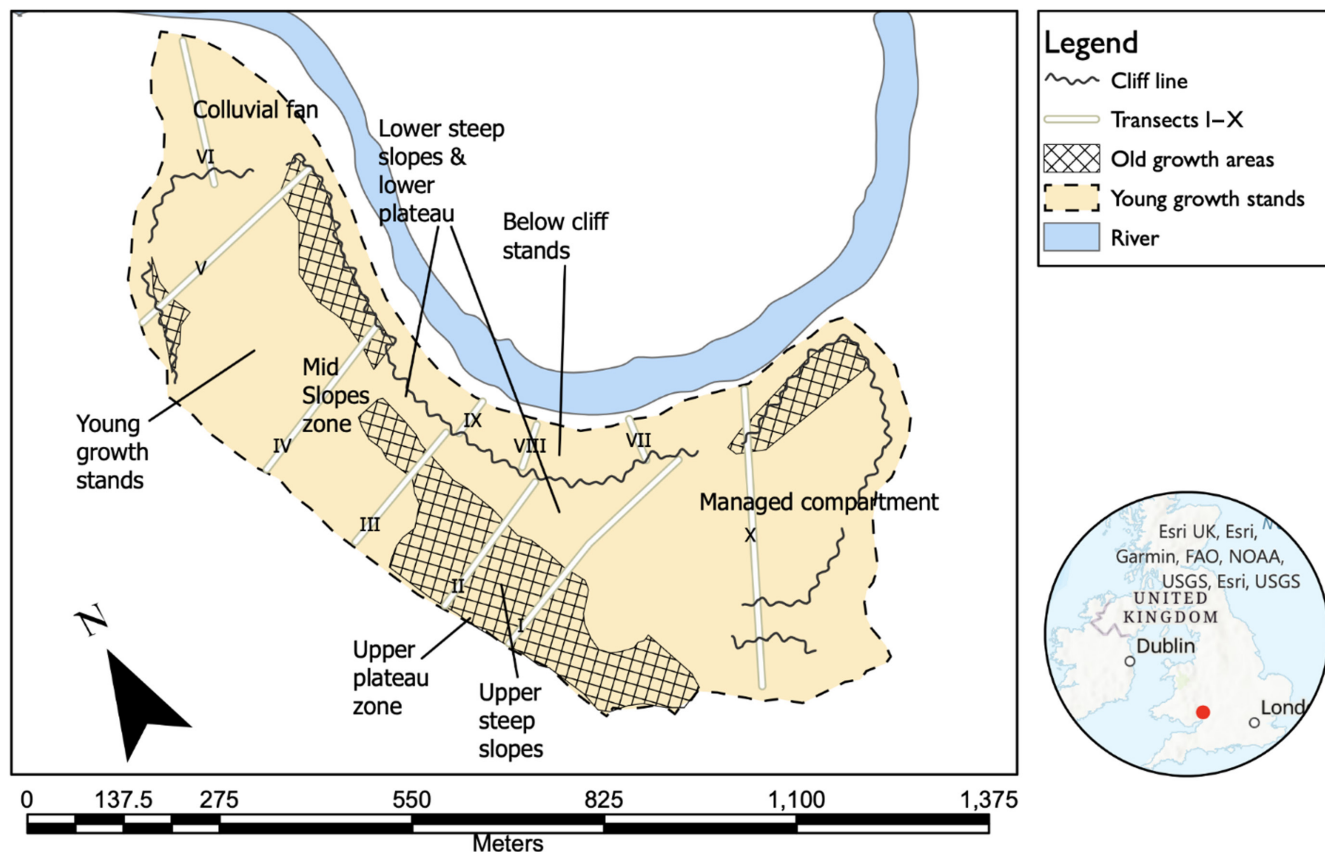 Colluvial fan
VI
Lower steep
slopes &
lower
plateau
Below cliff
stands
V
Mid
Slopes
zone
Young
growth
stands
IV
IX
VIII
VII
III
Managed compartment
X
II
I
N
Upper
plateau
zone
Upper
steep
slopes
Legend
Cliff line
Transects I–X
Old growth areas
Young growth stands
River
Esri UK, Esri,
Garmin, FAO, NOAA,
USGS, Esri, USGS
UNITED
KINGDOM
Dublin
Lond
0 137.5 275 550 825 1,100 1,375
Meters